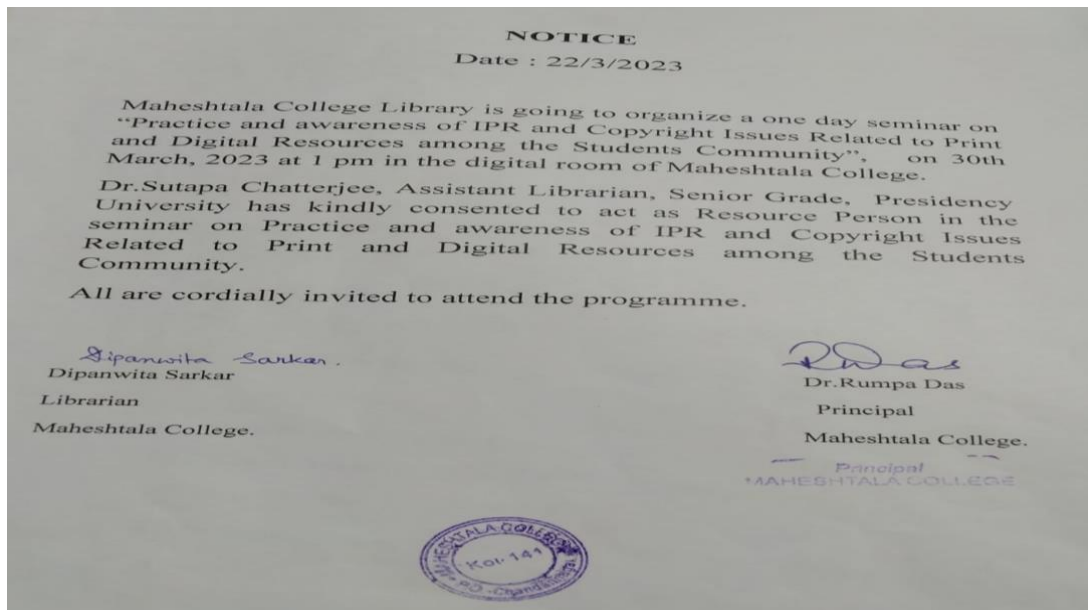 NOTICE
Date : 22/3/2023
Maheshtala College Library is going to organize a one day seminar on
“Practice and awareness of IPR and Copyright Issues Related to Print
and Digital Resources among the Students Community”, on 30th
March, 2023 at 1 pm in the digital room of Maheshtala College.
Dr.Sutapa Chatterjee, Assistant Librarian, Senior Grade, Presidency
University has kindly consented to act as Resource Person in the
seminar on Practice and awareness of IPR and Copyright Issues
Related to Print and Digital Resources among the Students
Community.
All are cordially invited to attend the programme.
Dipanwita Sarkar.
Dipanwita Sarkar
Librarian
Maheshtala College.
RDas
Dr.Rumpa Das
Principal
Maheshtala College.
Principal
MAHESHTALA COLLEGE
MAHESHTALA COLLEGE
Kol-141
P.O.-